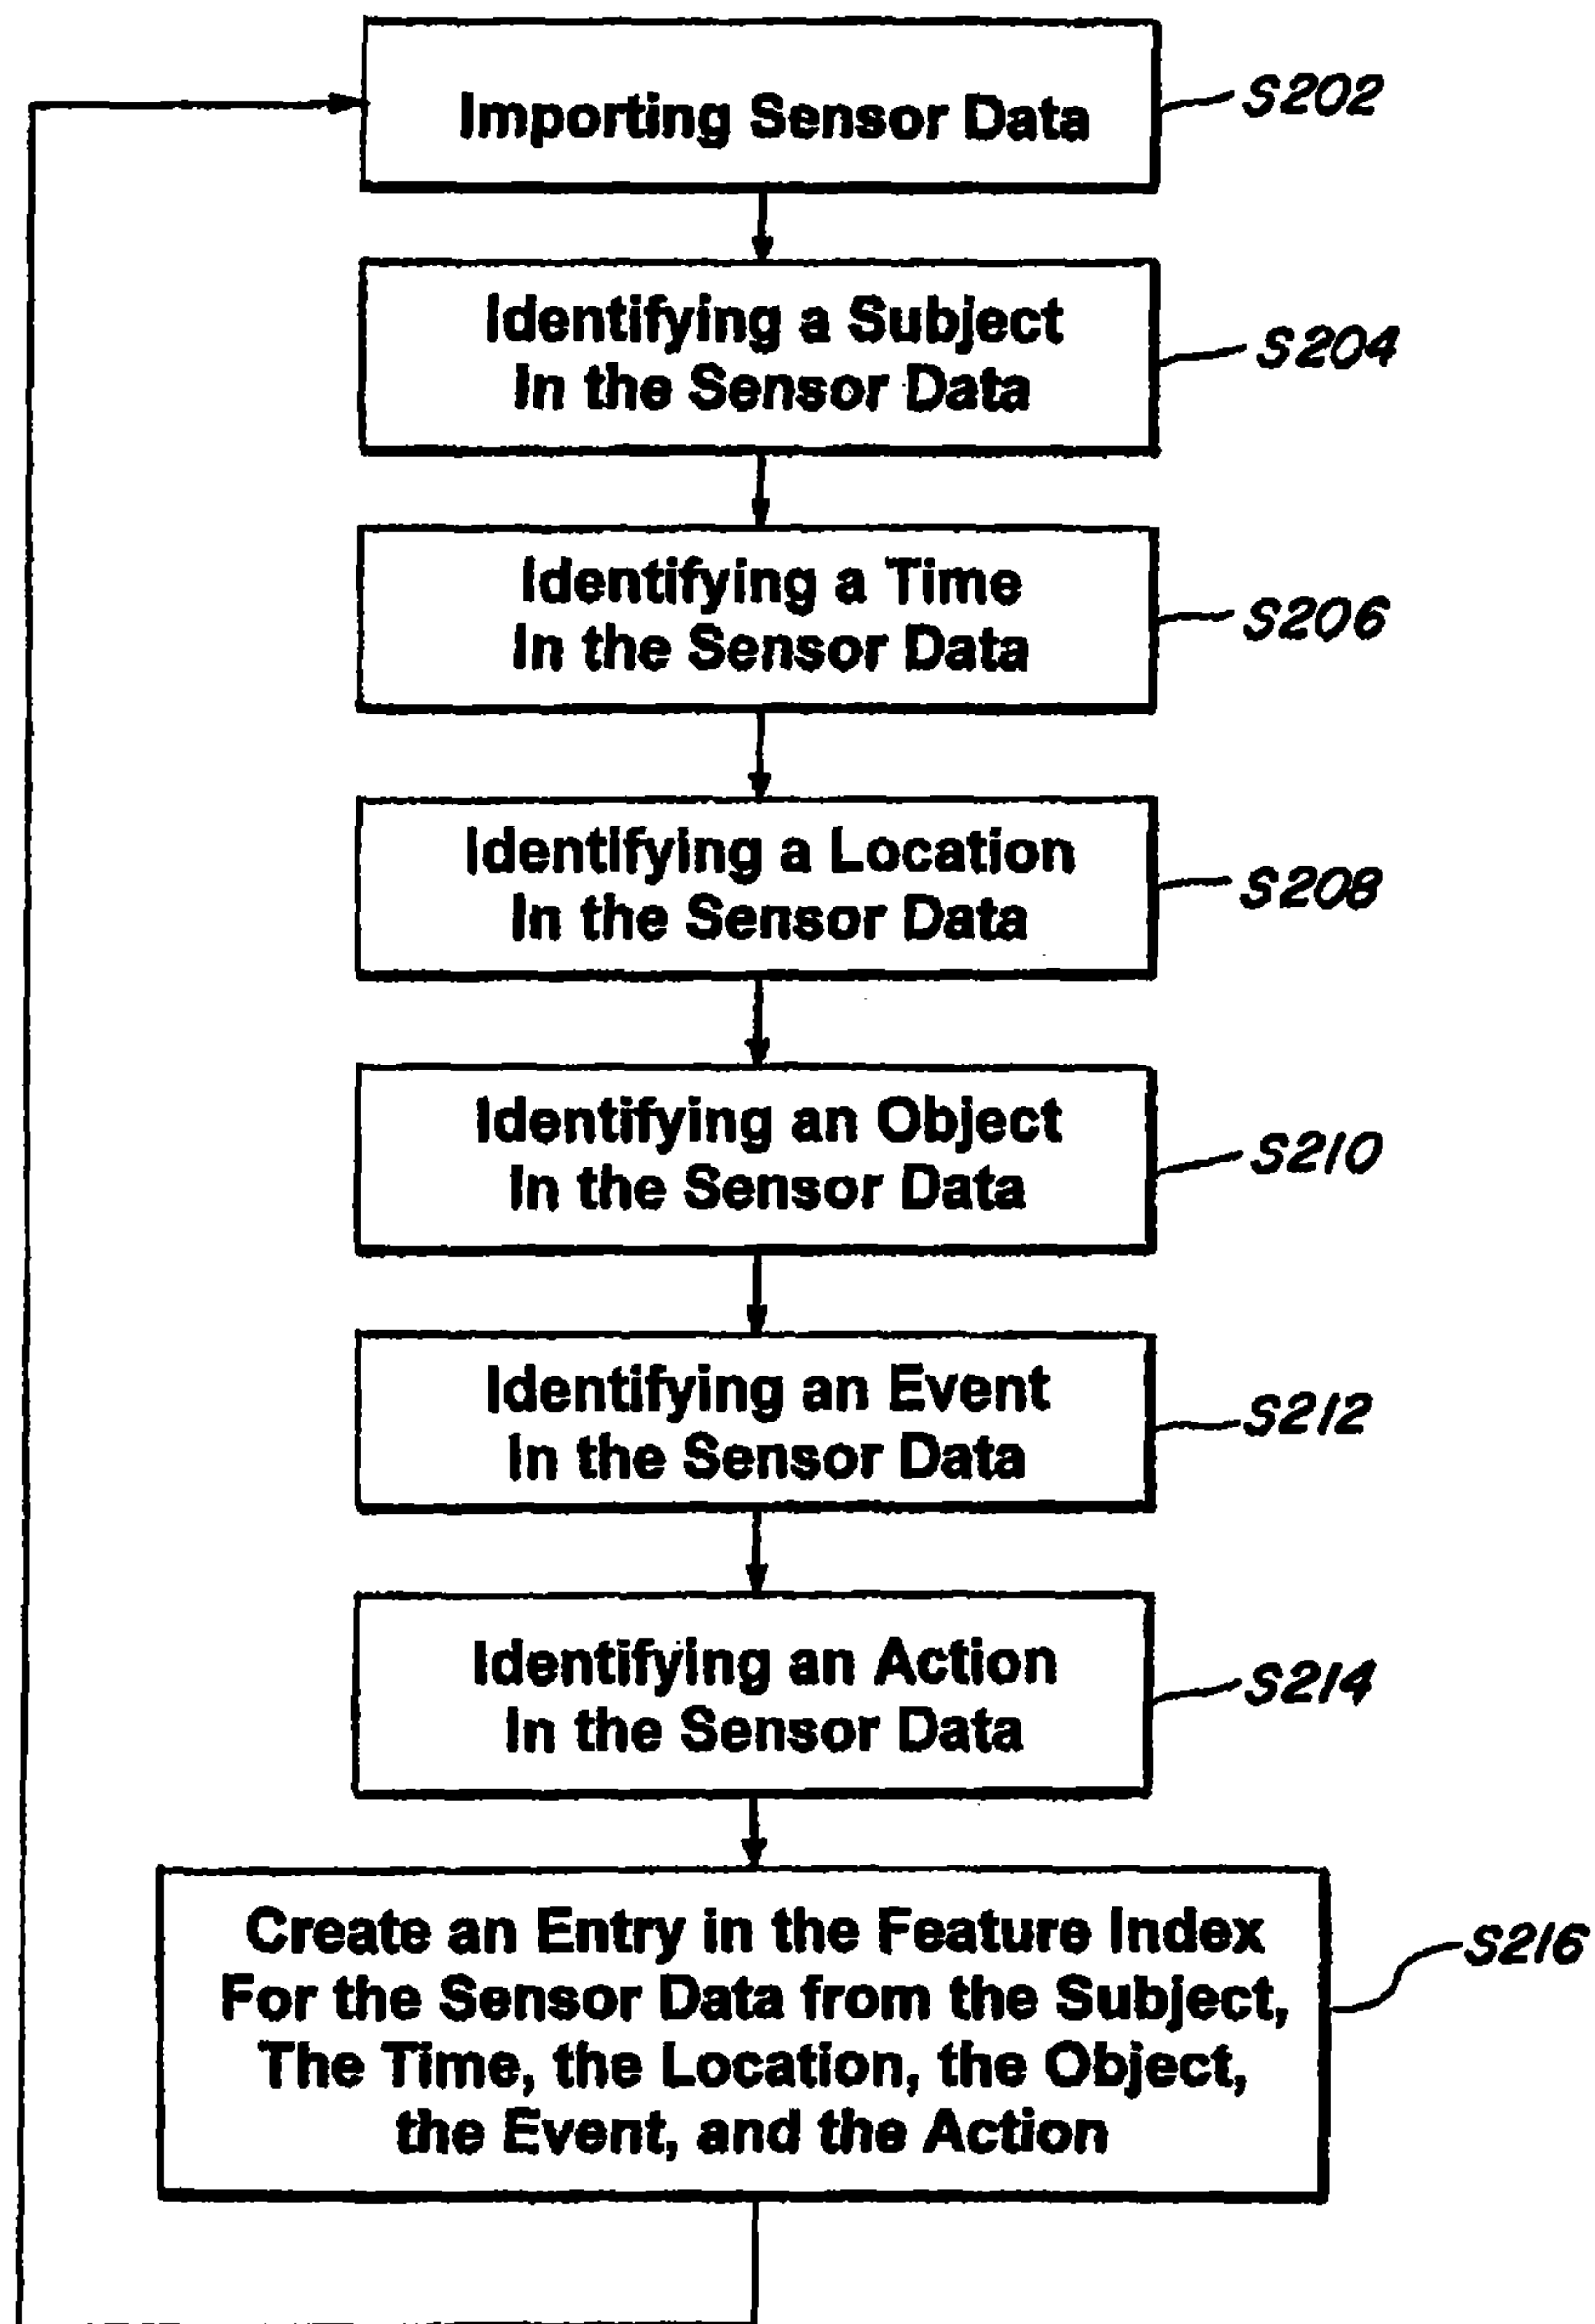 Importing Sensor Data
S202
Identifying a Subject
In the Sensor Data
S204
Identifying a Time
In the Sensor Data
S206
Identifying a Location
In the Sensor Data
S208
Identifying an Object
In the Sensor Data
S210
Identifying an Event
In the Sensor Data
S212
Identifying an Action
In the Sensor Data
S214
Create an Entry in the Feature Index
For the Sensor Data from the Subject,
The Time, the Location, the Object,
the Event, and the Action
S216